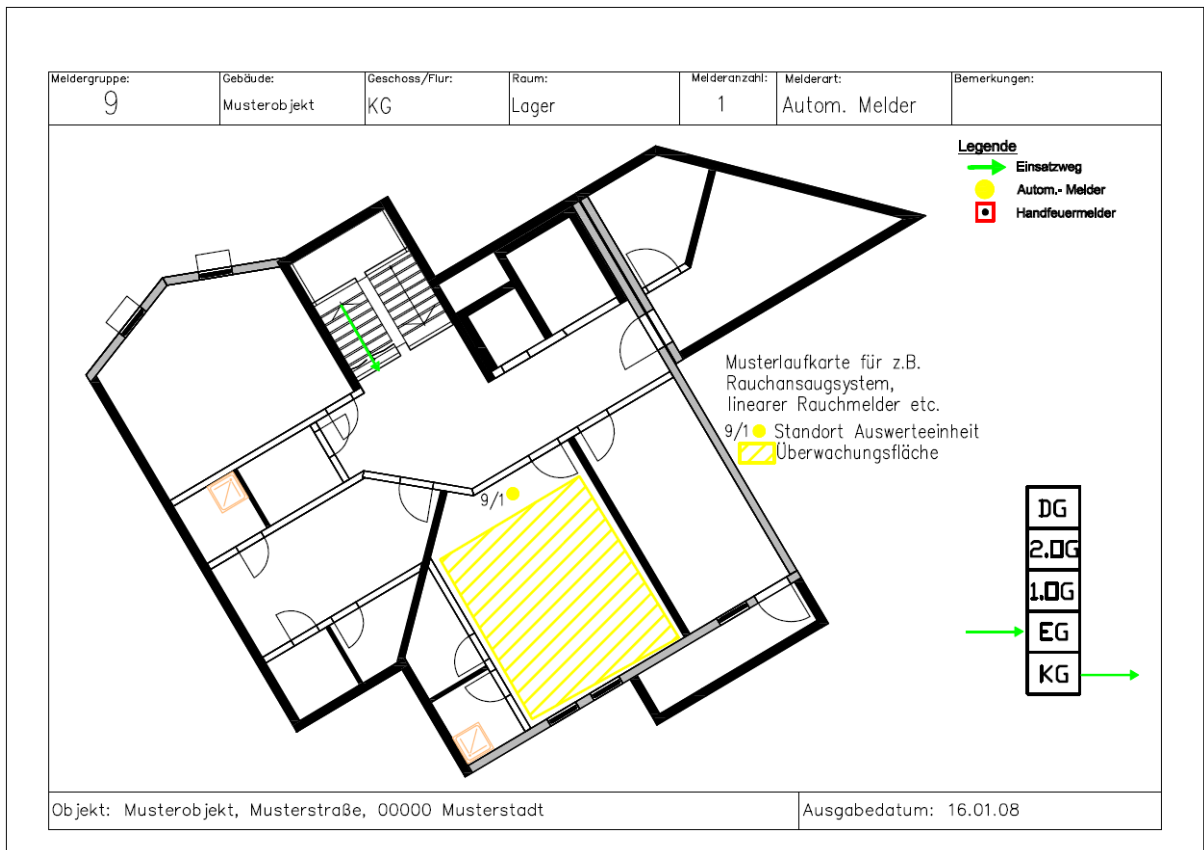 Meldergruppe:
9
Gebäude:
Musterobjekt
Geschoss/Flur:
KG
Raum:
Lager
Melderanzahl:
1
Melderart:
Autom. Melder
Bemerkungen:
Legende
Einsatzweg
Autom.- Melder
Handfeuermelder
Musterlaufkarte für z.B.
Rauchansaugsystem,
linearer Rauchmelder etc.
9/1 Standort Auswerteeinheit
Überwachungsfläche
9/1
DG
2.OG
1.OG
EG
KG
Objekt: Musterobjekt, Musterstraße, 00000 Musterstadt
Ausgabedatum: 16.01.08